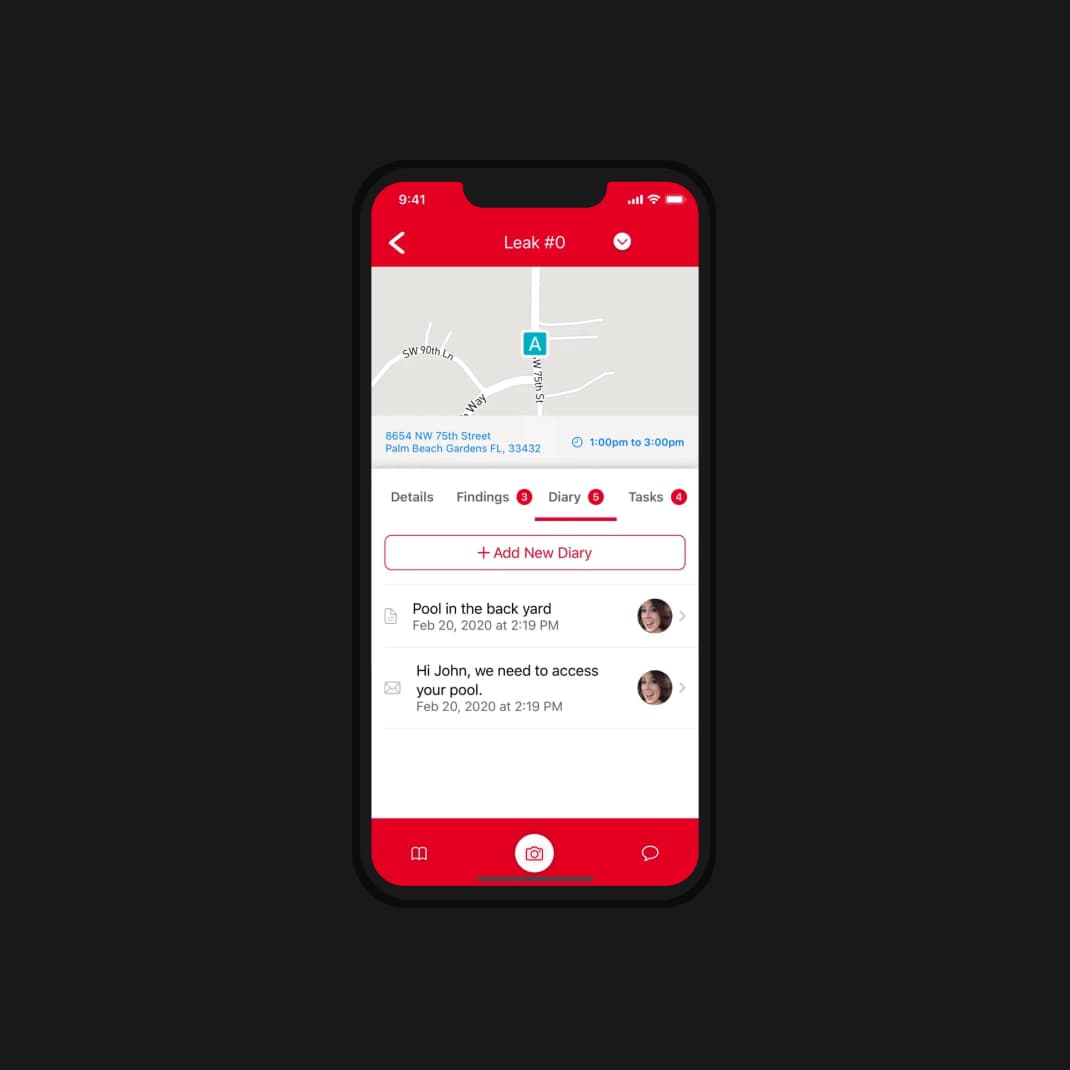 9:41
Leak #0
A
SW 90th Ln
W 75th St
Way
8654 NW 75th Street
Palm Beach Gardens FL, 33432
1:00pm to 3:00pm
Details
Findings 3
Diary 5
Tasks 4
+ Add New Diary
Pool in the back yard
Feb 20, 2020 at 2:19 PM
Hi John, we need to access
your pool.
Feb 20, 2020 at 2:19 PM